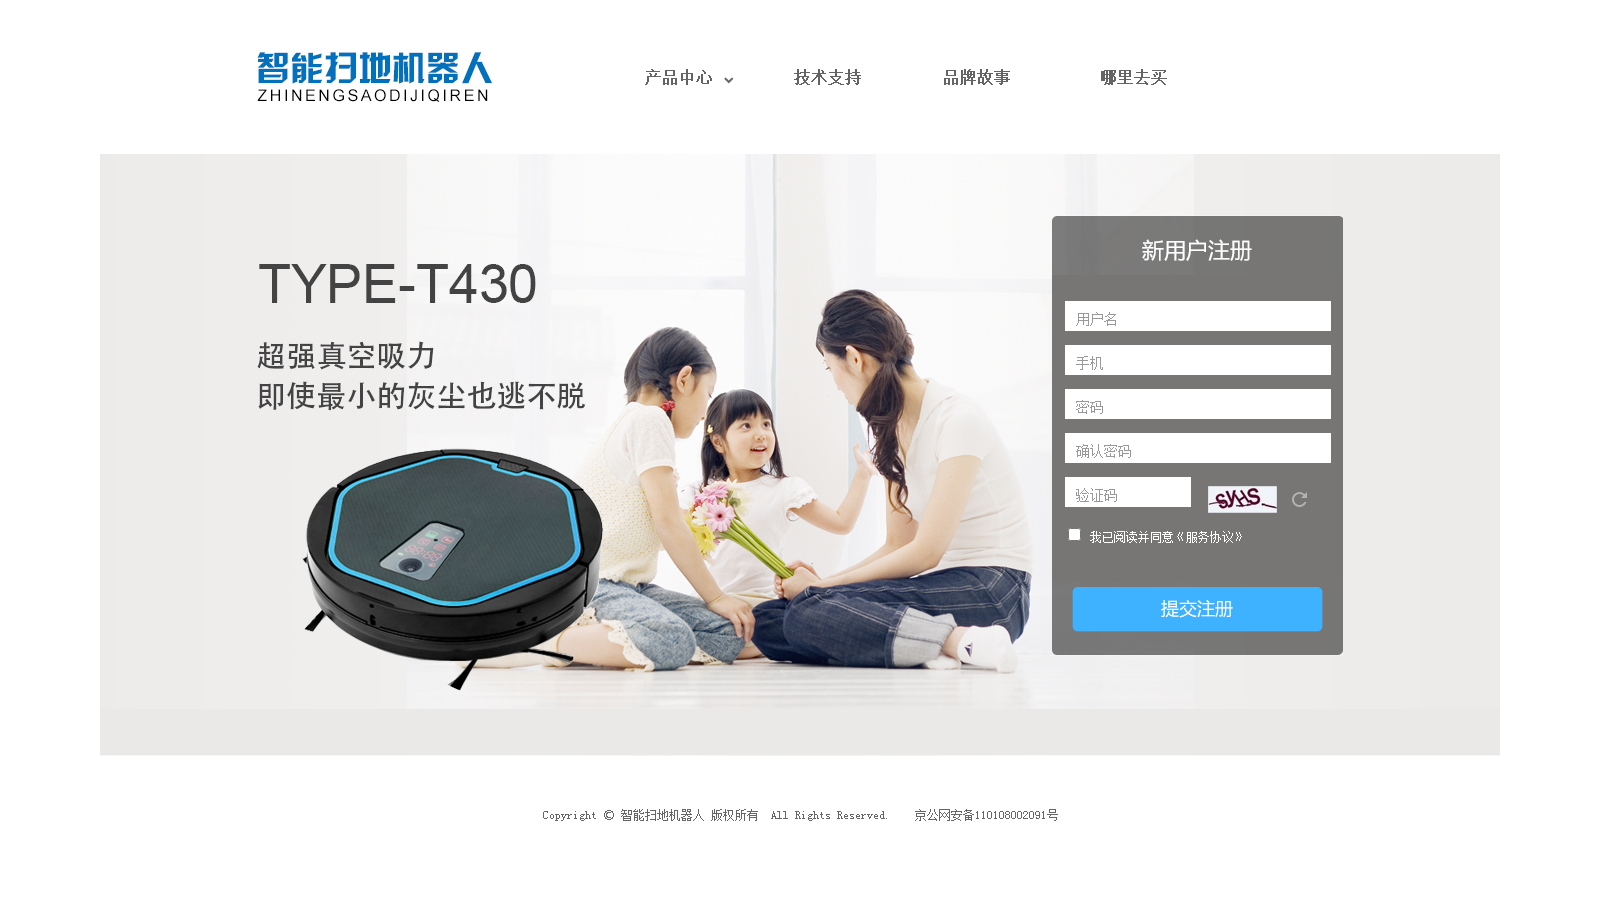 智能扫地机器人
ZHINENGSAODIJIQIREN
产品中心
技术支持
品牌故事
哪里去买
TYPE-T430
超强真空吸力
即使最小的灰尘也逃不脱
新用户注册
用户名
手机
密码
确认密码
验证码
我已阅读并同意《服务协议》
提交注册
Copyright © 智能扫地机器人 版权所有 All Rights Reserved. 京公网安备110108002091号